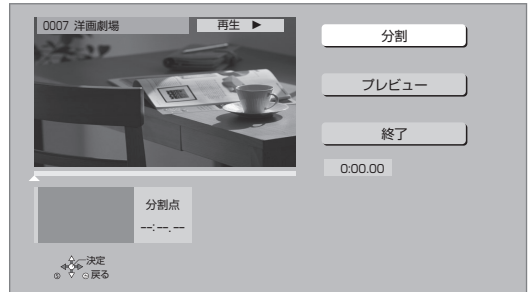 0007 洋画劇場
再生 ▶
分割
プレビュー
終了
0:00.00
分割点
--:--.--
決定
戻る